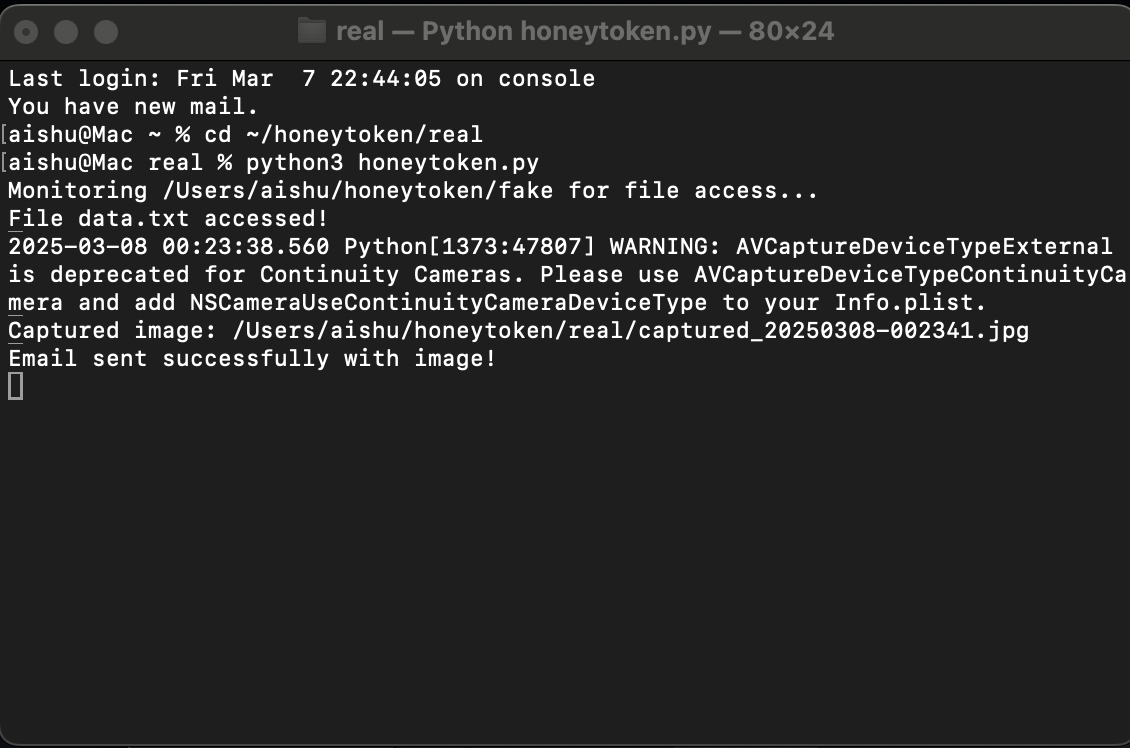 real — Python honeytoken.py — 80×24
Last login: Fri Mar  7 22:44:05 on console
You have new mail.
[aishu@Mac ~ % cd ~/honeytoken/real
[aishu@Mac real % python3 honeytoken.py
Monitoring /Users/aishu/honeytoken/fake for file access...
File data.txt accessed!
2025-03-08 00:23:38.560 Python[1373:47807] WARNING: AVCaptureDeviceTypeExternal
is deprecated for Continuity Cameras. Please use AVCaptureDeviceTypeContinuityCa
mera and add NSCameraUseContinuityCameraDeviceType to your Info.plist.
Captured image: /Users/aishu/honeytoken/real/captured_20250308-002341.jpg
Email sent successfully with image!